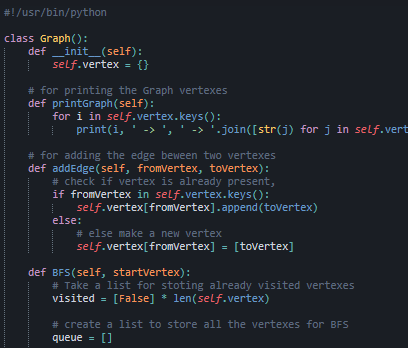 #!/usr/bin/python
class Graph():
def __init__(self):
self.vertex = {}
# for printing the Graph vertexes
def printGraph(self):
for i in self.vertex.keys():
print(i, ' -> ', ' -> '.join([str(j) for j in self.vert
# for adding the edge beween two vertexes
def addEdge(self, fromVertex, toVertex):
# check if vertex is already present,
if fromVertex in self.vertex.keys():
self.vertex[fromVertex].append(toVertex)
else:
# else make a new vertex
self.vertex[fromVertex] = [toVertex]
def BFS(self, startVertex):
# Take a list for stoting already visited vertexes
visited = [False] * len(self.vertex)
# create a list to store all the vertexes for BFS
queue = []